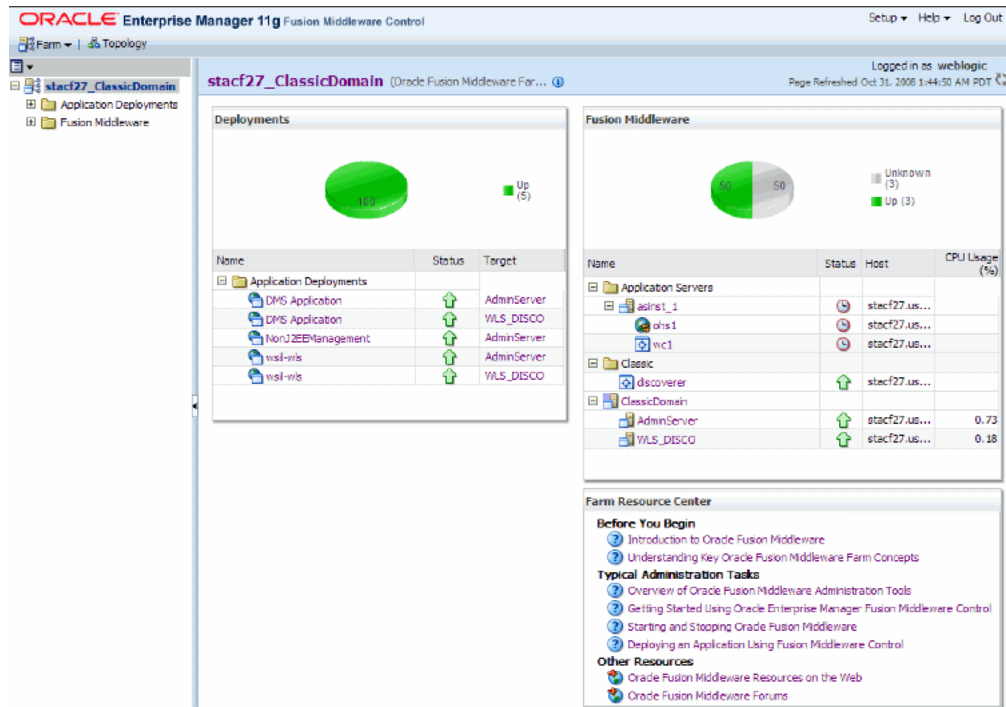 ORACLE Enterprise Manager 11g Fusion Middleware Control
Setup Help Log Out
Farm | Topology
stacf27_ClassicDomain
Application Deployments
Fusion Middleware
stacf27_ClassicDomain (Oracle Fusion Middleware Far...
Logged in as weblogic
Page Refreshed Oct 31, 2008 1:44:50 AM PDT
Deployments
100
Up
(5)
Name Status Target
Application Deployments
DMS Application AdminServer
DMS Application WLS_DISCO
NonJ2EEManagement AdminServer
wsil-wls AdminServer
wsil-wls WLS_DISCO
Fusion Middleware
50 50
Unknown
(3)
Up (3)
Name Status Host CPU Usage
(%)
Application Servers
asinst_1 stacf27.us...
ohs1 stacf27.us...
wc1 stacf27.us...
Classic
discoverer stacf27.us...
ClassicDomain
AdminServer stacf27.us... 0.73
WLS_DISCO stacf27.us... 0.18
Farm Resource Center
Before You Begin
Introduction to Oracle Fusion Middleware
Understanding Key Oracle Fusion Middleware Farm Concepts
Typical Administration Tasks
Overview of Oracle Fusion Middleware Administration Tools
Getting Started Using Oracle Enterprise Manager Fusion Middleware Control
Starting and Stopping Oracle Fusion Middleware
Deploying an Application Using Fusion Middleware Control
Other Resources
Oracle Fusion Middleware Resources on the Web
Oracle Fusion Middleware Forums